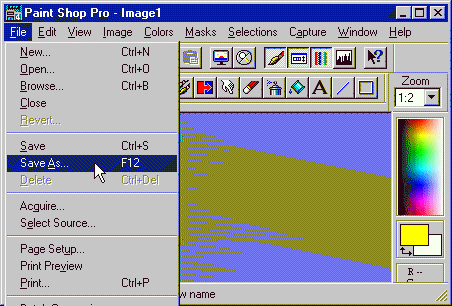 Paint Shop Pro - Image1
File Edit View Image Colors Masks Selections Capture Window Help
New... Ctrl+N
Open... Ctrl+O
Browse... Ctrl+B
Close
Revert...
Save Ctrl+S
Save As... F12
Delete Ctrl+Del
Acquire...
Select Source...
Page Setup...
Print Preview
Print... Ctrl+P
Zoom
1:2
A
R --
name